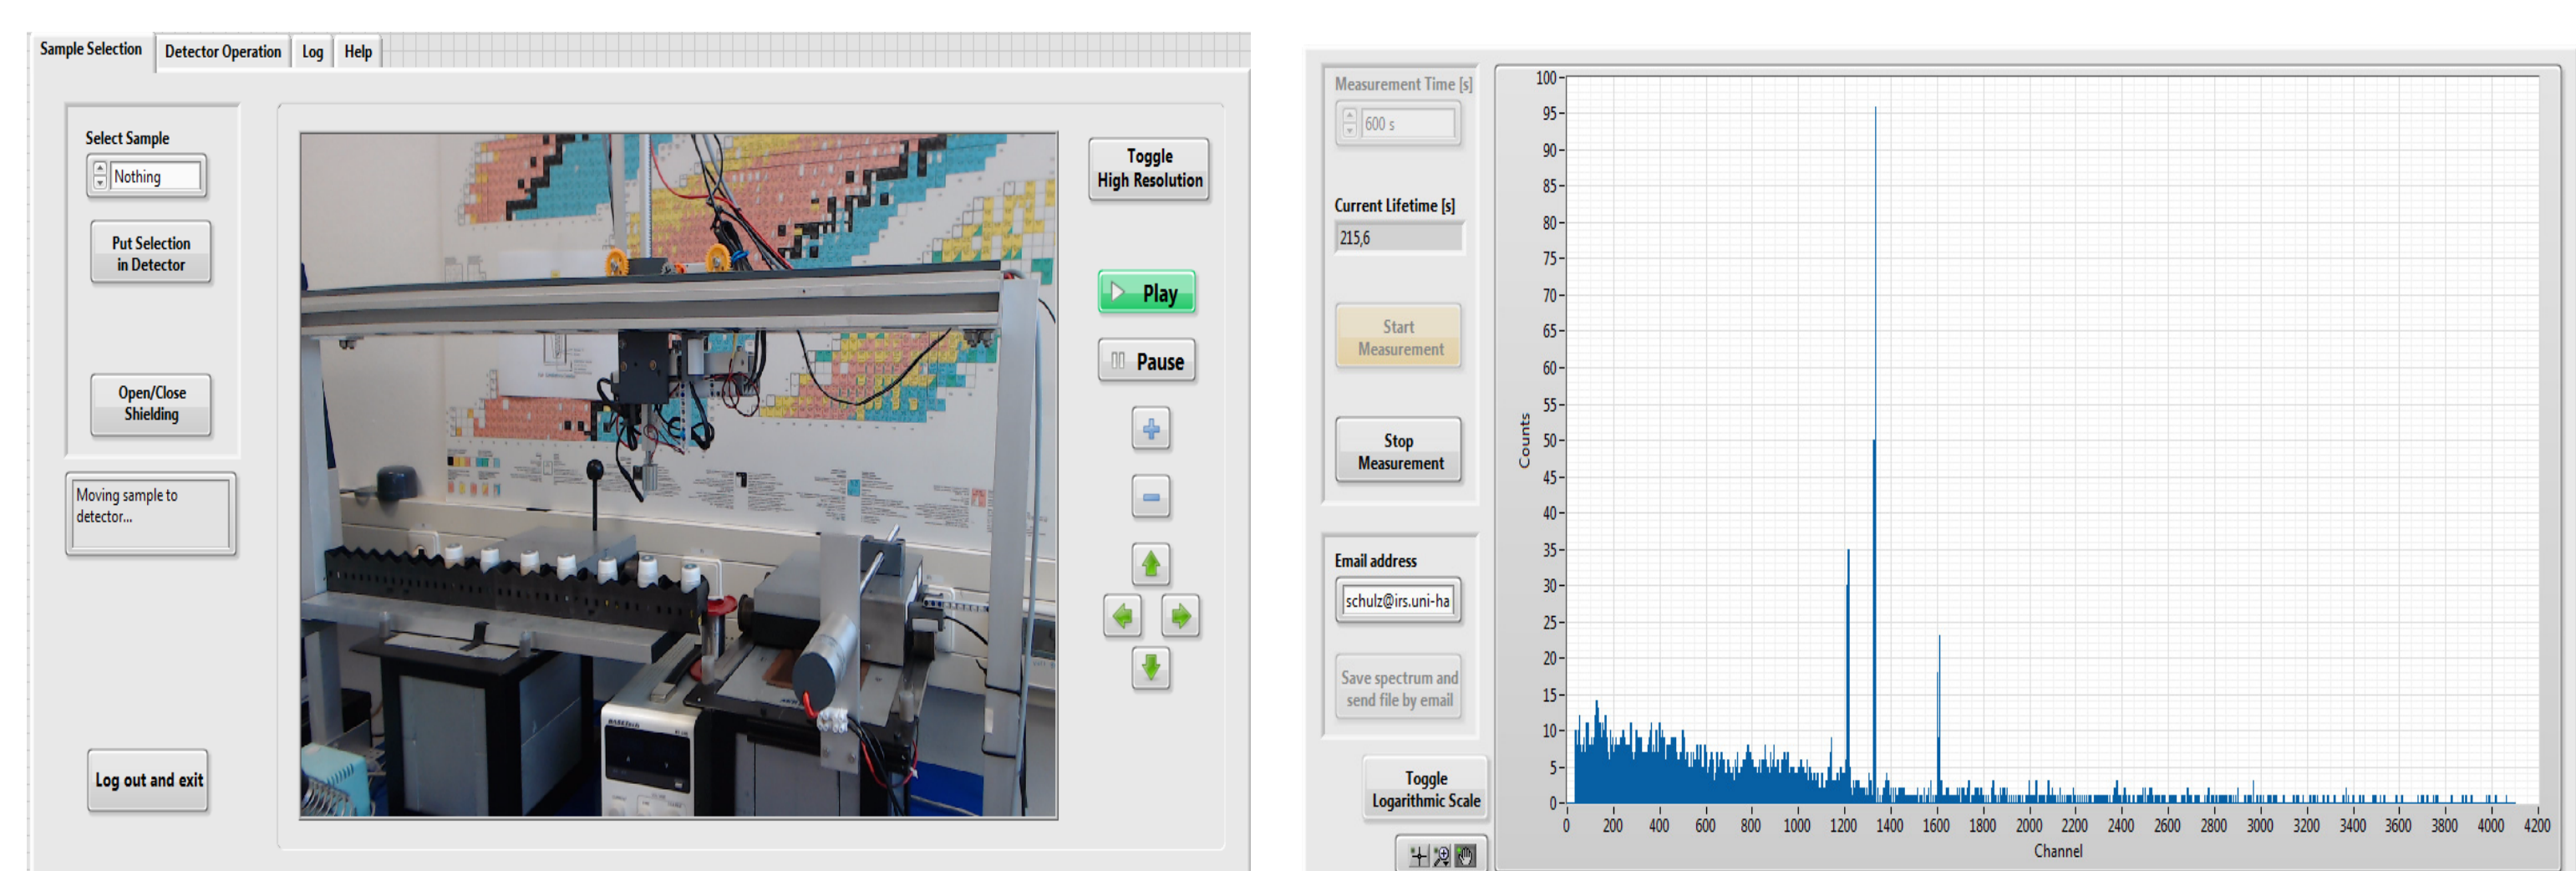 Sample Selection
Detector Operation
Log
Help
Select Sample
Nothing
Put Selection
in Detector
Open/Close
Shielding
Moving sample to
detector...
Log out and exit
Toggle
High Resolution
Play
Pause
Measurement Time [s]
600 s
Current Lifetime [s]
215,6
Start
Measurement
Stop
Measurement
Email address
schulz@irs.uni-ha
Save spectrum and
send file by email
Toggle
Logarithmic Scale
Counts
100
95
90
85
80
75
70
65
60
55
50
45
40
35
30
25
20
15
10
5
0
0 200 400 600 800 1000 1200 1400 1600 1800 2000 2200 2400 2600 2800 3000 3200 3400 3600 3800 4000 4200
Channel